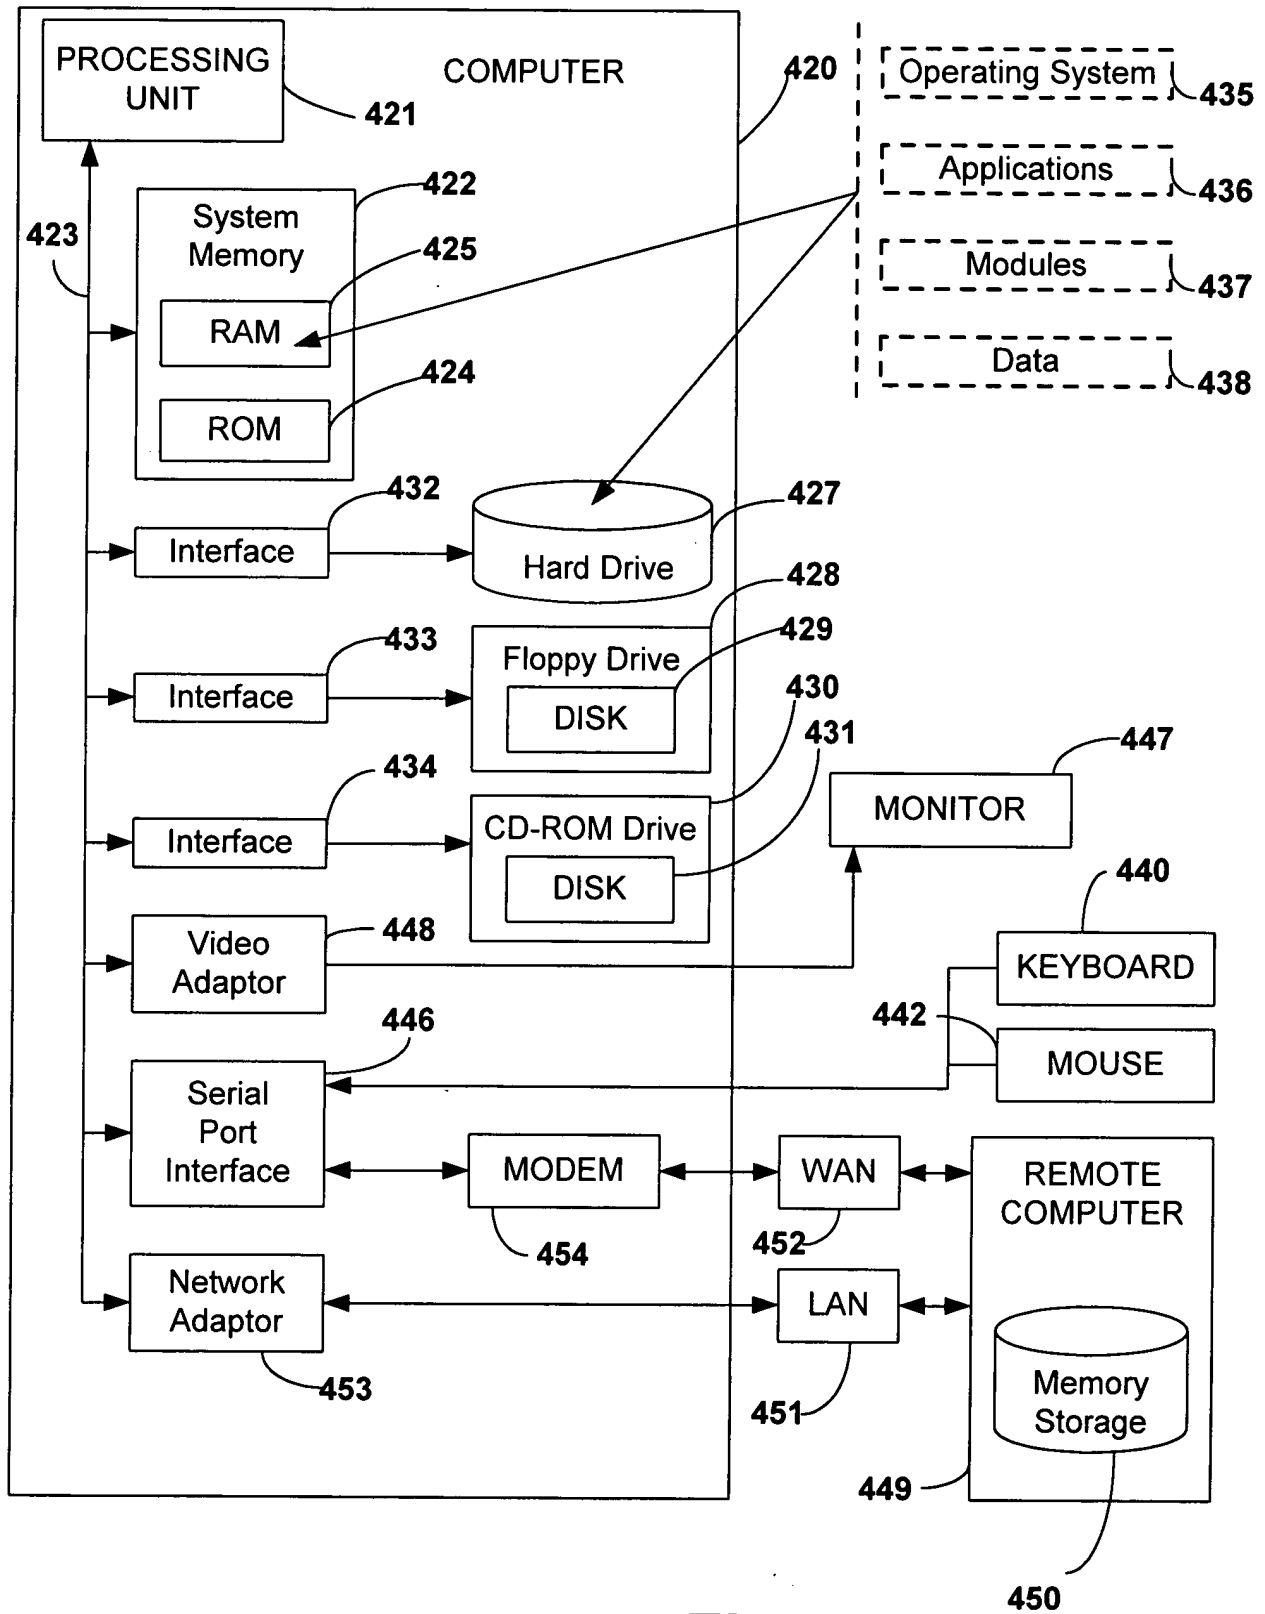 PROCESSING
UNIT
421
COMPUTER
420
Operating System
435
Applications
436
Modules
437
Data
438
423
System
Memory
422
425
RAM
424
ROM
Interface
432
Hard Drive
427
Interface
433
Floppy Drive
428
DISK
429
Interface
434
CD-ROM Drive
430
DISK
431
MONITOR
447
Video
Adaptor
448
KEYBOARD
440
MOUSE
442
Serial
Port
Interface
446
MODEM
454
WAN
452
REMOTE
COMPUTER
Network
Adaptor
453
LAN
451
Memory
Storage
449
450